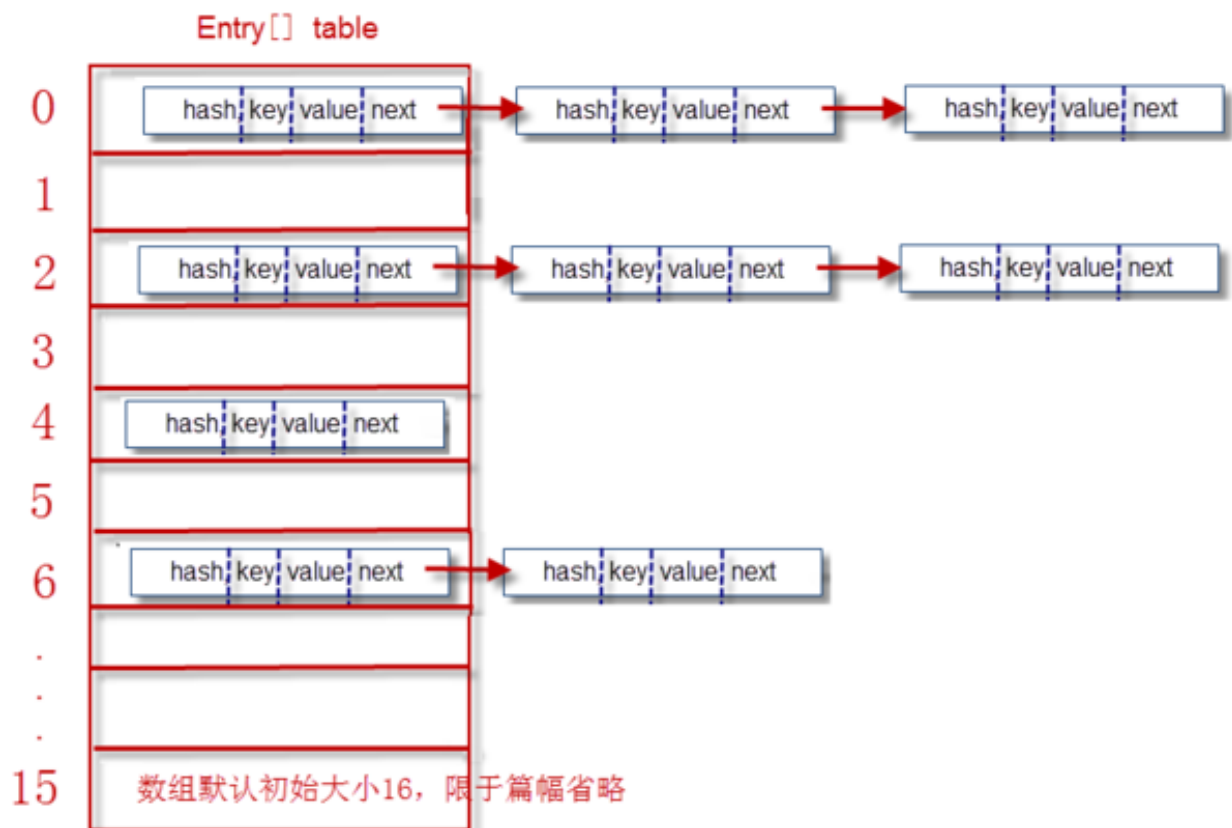 Entry[] table
0 hash key value next hash key value next hash key value next
1
2 hash key value next hash key value next hash key value next
3
4 hash key value next
5
6 hash key value next hash key value next
.
.
.
15 数组默认初始大小16，限于篇幅省略